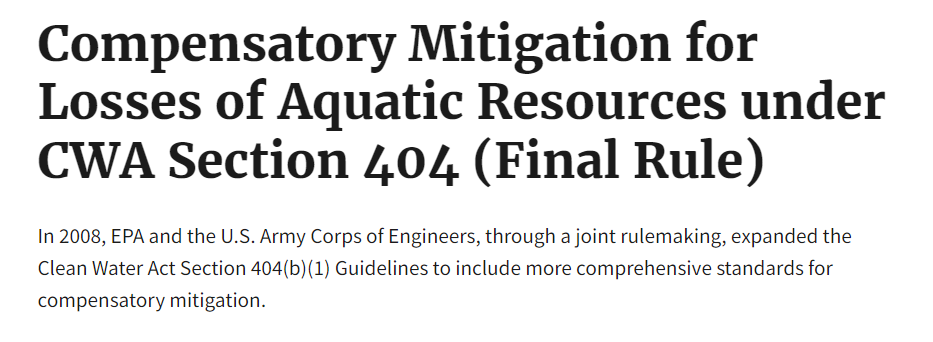 Compensatory Mitigation for
Losses of Aquatic Resources under
CWA Section 404 (Final Rule)
In 2008, EPA and the U.S. Army Corps of Engineers, through a joint rulemaking, expanded the
Clean Water Act Section 404(b)(1) Guidelines to include more comprehensive standards for
compensatory mitigation.